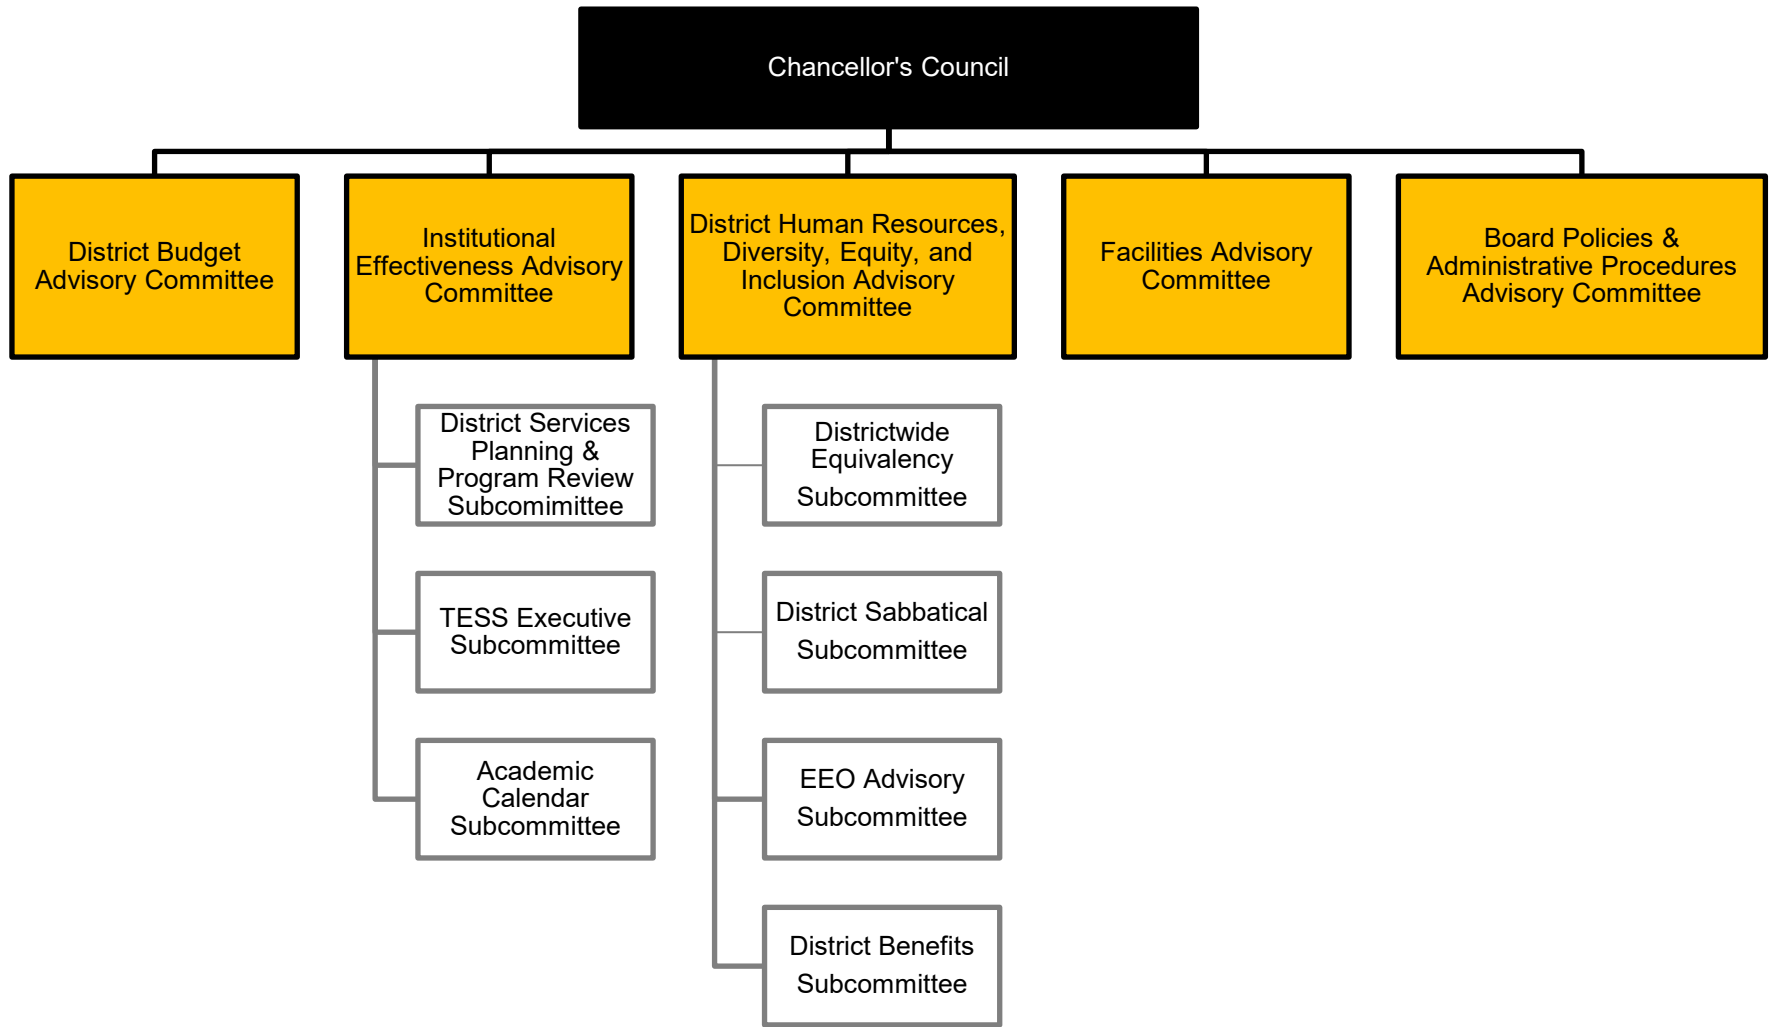 Chancellor's Council
District Budget
Advisory Committee
Institutional
Effectiveness Advisory
Committee
District Human Resources,
Diversity, Equity, and
Inclusion Advisory
Committee
Facilities Advisory
Committee
Board Policies &
Administrative Procedures
Advisory Committee
District Services
Planning &
Program Review
Subcomimittee
TESS Executive
Subcommittee
Academic
Calendar
Subcommittee
Districtwide
Equivalency
Subcommittee
District Sabbatical
Subcommittee
EEO Advisory
Subcommittee
District Benefits
Subcommittee